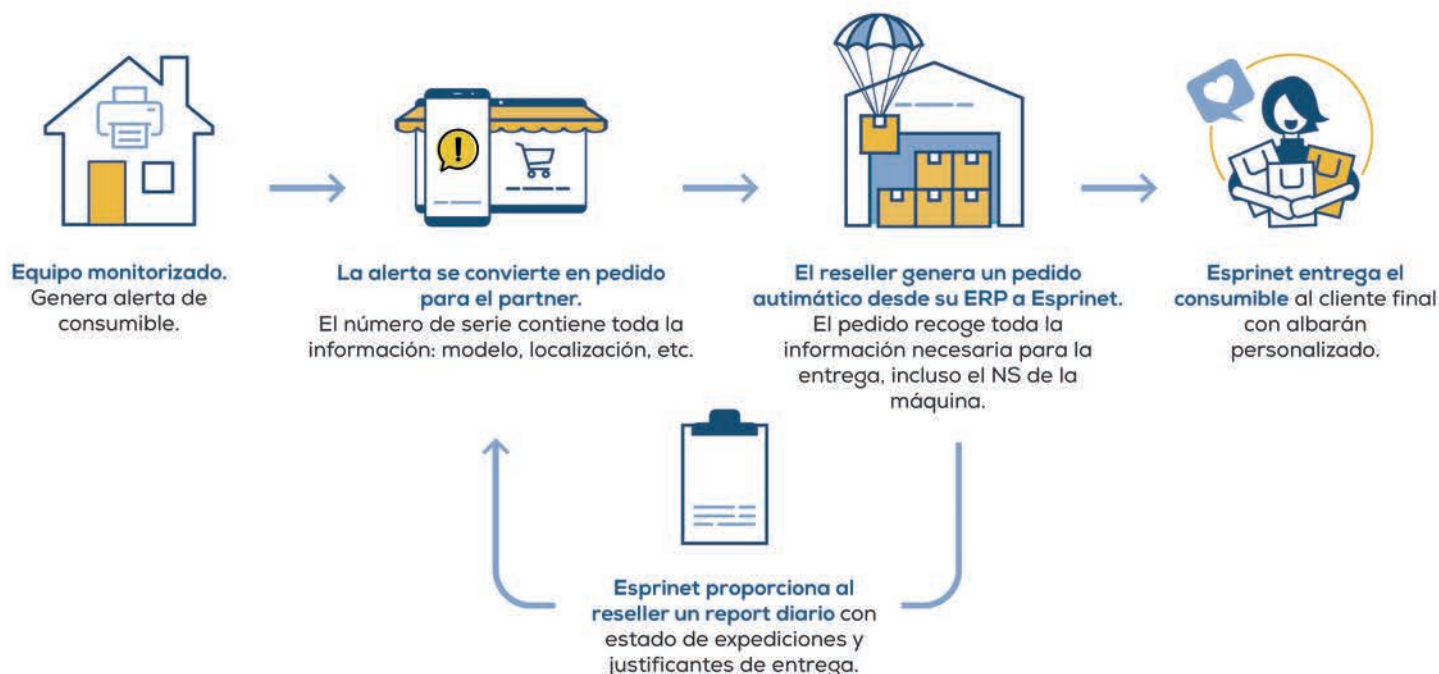 Equipo monitorizado.
Genera alerta de
consumible.
La alerta se convierte en pedido
para el partner.
El número de serie contiene toda la
información: modelo, localización, etc.
El reseller genera un pedido
autimático desde su ERP a Esprinet.
El pedido recoge toda la
información necesaria para la
entrega, incluso el NS de la
máquina.
Esprinet entrega el
consumible al cliente final
con albarán
personalizado.
Esprinet proporciona al
reseller un report diario con
estado de expediciones y
justificantes de entrega.